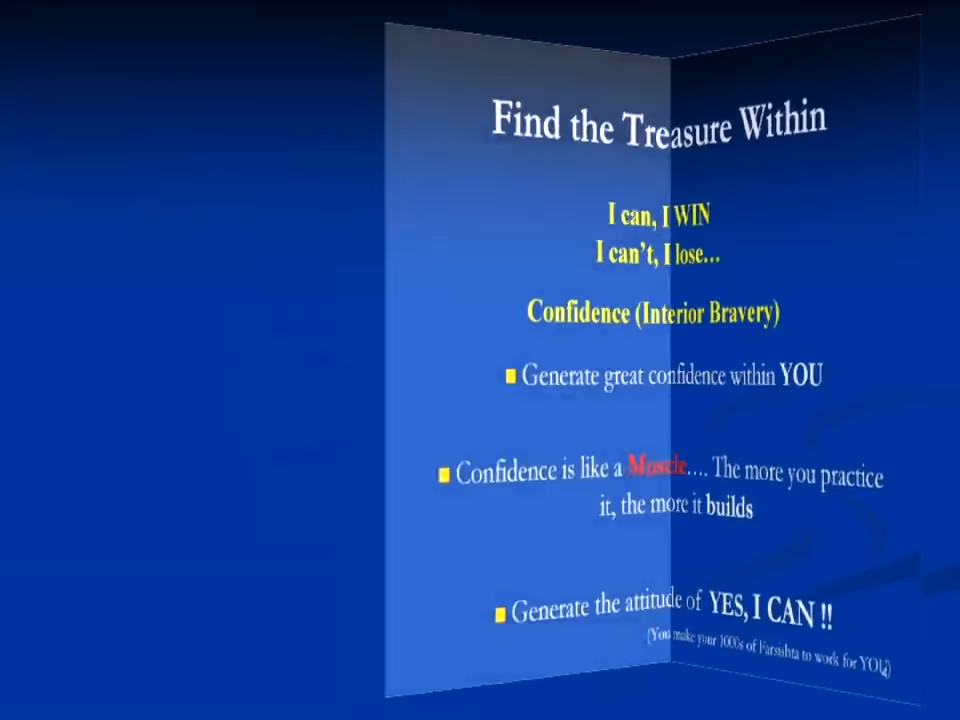 Find the Treasure Within
I can, I WIN
I can't, I lose...
Confidence (Interior Bravery)
Generate great confidence within YOU
Confidence is like a Muscle.... The more you practice
it, the more it builds
Generate the attitude of YES, I CAN !!
(You make your 1000s of Farsishta to work for YOU)